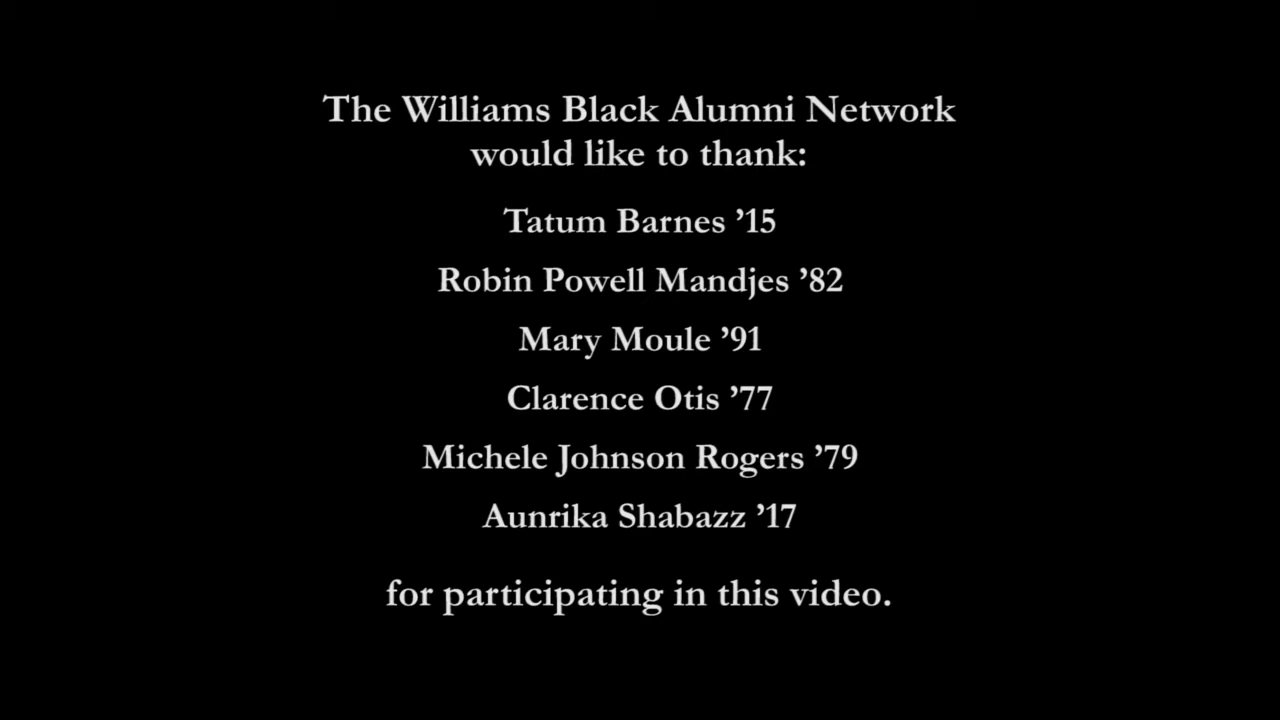 The Williams Black Alumni Network
would like to thank:
Tatum Barnes ’15
Robin Powell Mandjes ’82
Mary Moule ’91
Clarence Otis ’77
Michele Johnson Rogers ’79
Aunrika Shabazz ’17
for participating in this video.